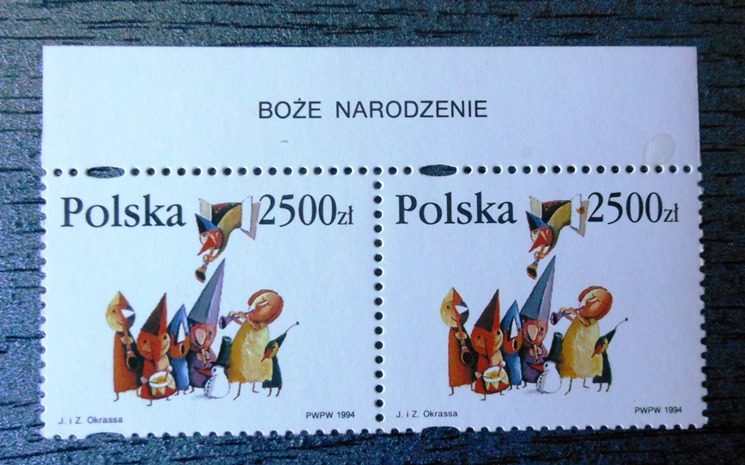 BOŻE NARODZENIE
Polska 2500zł
J. i Z. Okrassa PWPW 1994
Polska 2500zł
J. i Z. Okrassa PWPW 1994